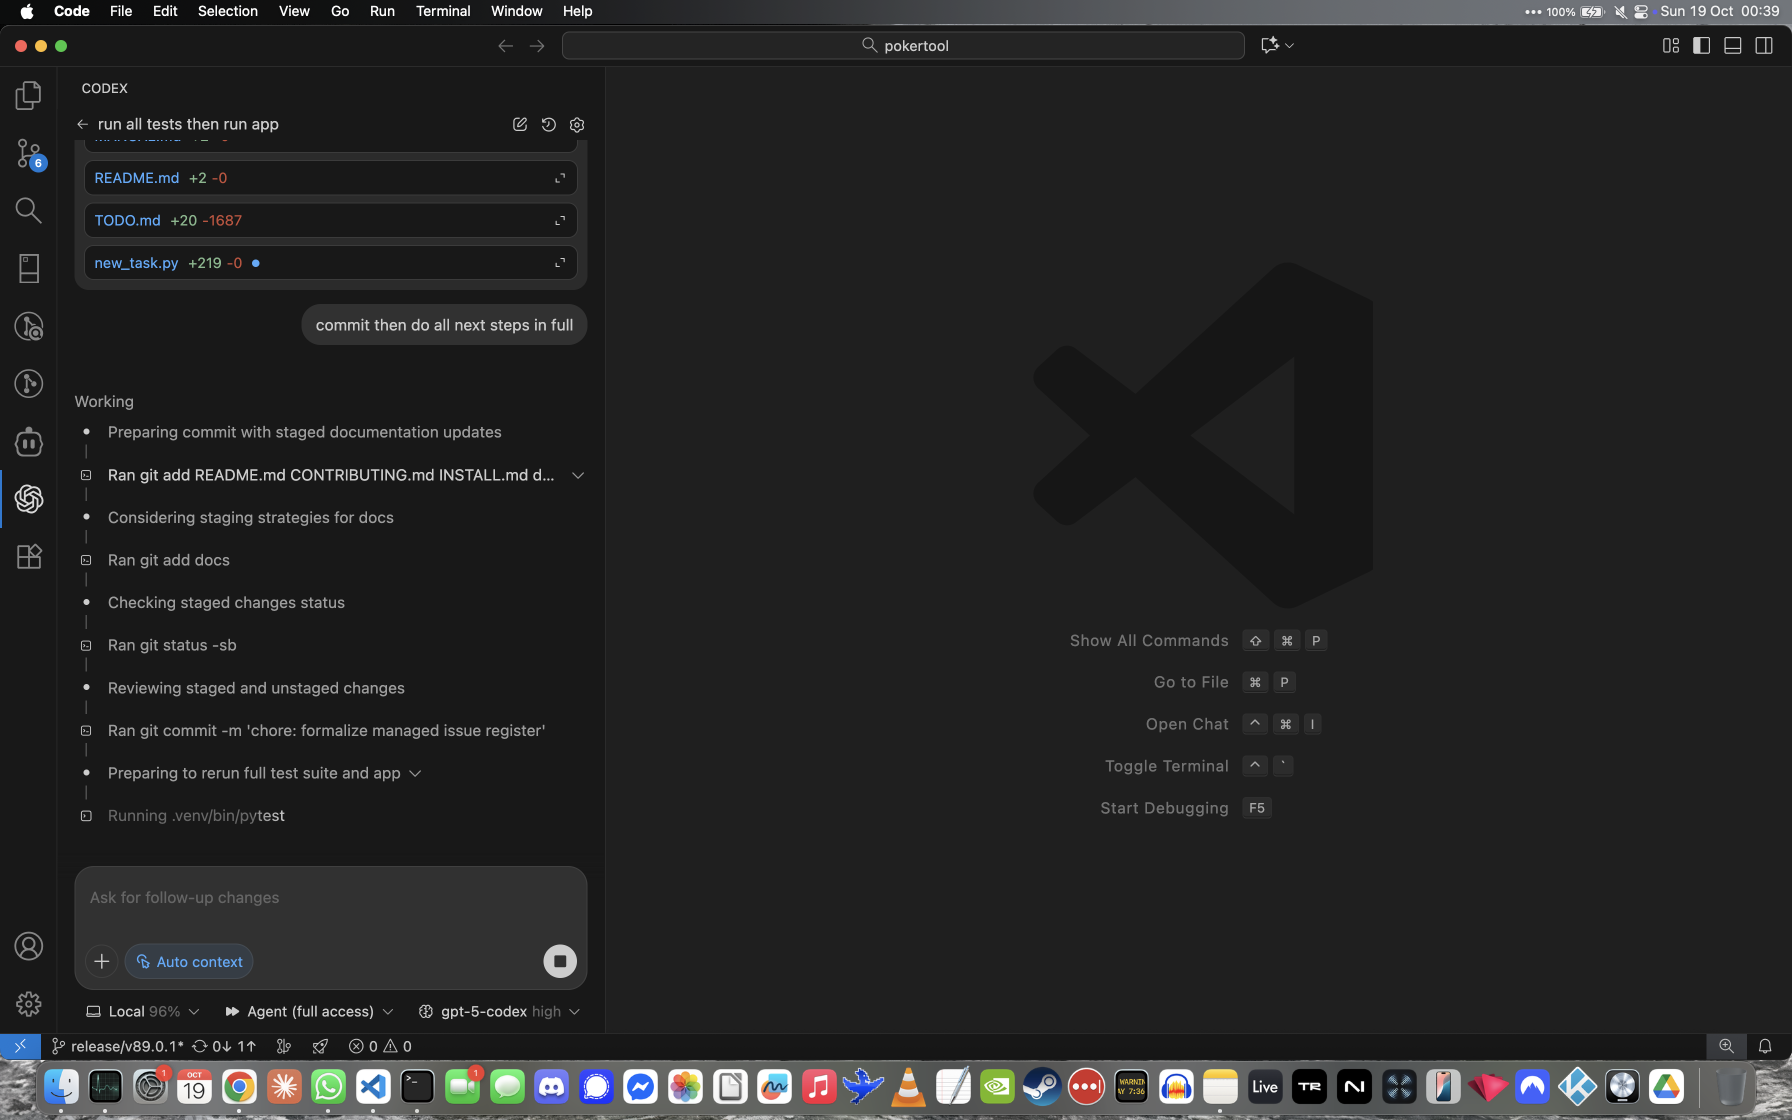 Code File Edit Selection View Go Run Terminal Window Help
100% Sun 19 Oct 00:39
pokertool
CODEX
run all tests then run app
README.md +2 -0
TODO.md +20 -1687
new_task.py +219 -0
commit then do all next steps in full
Working
Preparing commit with staged documentation updates
Ran git add README.md CONTRIBUTING.md INSTALL.md d...
Considering staging strategies for docs
Ran git add docs
Checking staged changes status
Ran git status -sb
Reviewing staged and unstaged changes
Ran git commit -m 'chore: formalize managed issue register'
Preparing to rerun full test suite and app
Running .venv/bin/pytest
Ask for follow-up changes
Auto context
Local 96% Agent (full access) gpt-5-codex high
6
Show All Commands ⇧ ⌘ P
Go to File ⌘ P
Open Chat ^ ⌘ I
Toggle Terminal ^ `
Start Debugging F5
release/v89.0.1* 0↓ 1↑ 0 0
1
OCT
19
1
WARNIN
AY 7:36
Live
TR